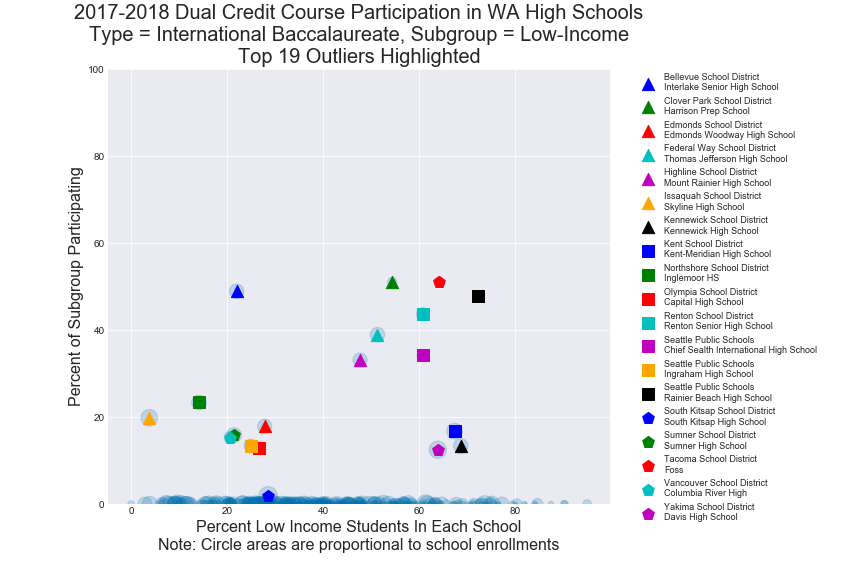 2017-2018 Dual Credit Course Participation in WA High Schools
Type = International Baccalaureate, Subgroup = Low-Income
Top 19 Outliers Highlighted
100
80
60
40
20
0
Percent of Subgroup Participating
0 20 40 60 80
Percent Low Income Students In Each School
Note: Circle areas are proportional to school enrollments
Bellevue School District
Interlake Senior High School
Clover Park School District
Harrison Prep School
Edmonds School District
Edmonds Woodway High School
Federal Way School District
Thomas Jefferson High School
Highline School District
Mount Rainier High School
Issaquah School District
Skyline High School
Kennewick School District
Kennewick High School
Kent School District
Kent-Meridian High School
Northshore School District
Inglemoor HS
Olympia School District
Capital High School
Renton School District
Renton Senior High School
Seattle Public Schools
Chief Sealth International High School
Seattle Public Schools
Ingraham High School
Seattle Public Schools
Rainier Beach High School
South Kitsap School District
South Kitsap High School
Sumner School District
Sumner High School
Tacoma School District
Foss
Vancouver School District
Columbia River High
Yakima School District
Davis High School